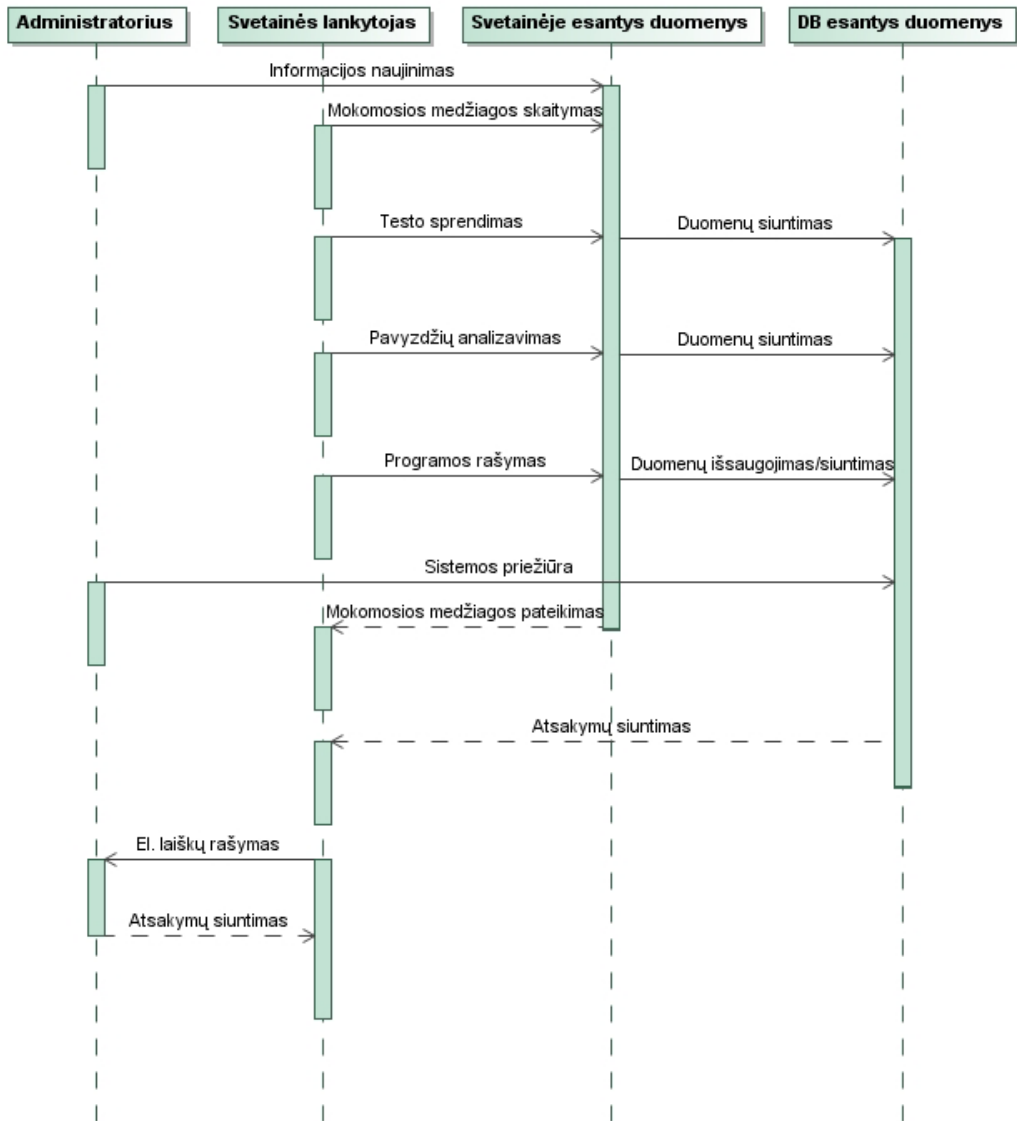 Administratorius
Svetainės lankytojas
Svetainėje esantys duomenys
DB esantys duomenys
Informacijos naujinimas
Mokomosios medžiagos skaitymas
Testo sprendimas
Duomenų siuntimas
Pavyzdžių analizavimas
Duomenų siuntimas
Programos rašymas
Duomenų išsaugojimas/siuntimas
Sistemos priežiūra
Mokomosios medžiagos pateikimas
Atsakymų siuntimas
El. laiškų rašymas
Atsakymų siuntimas